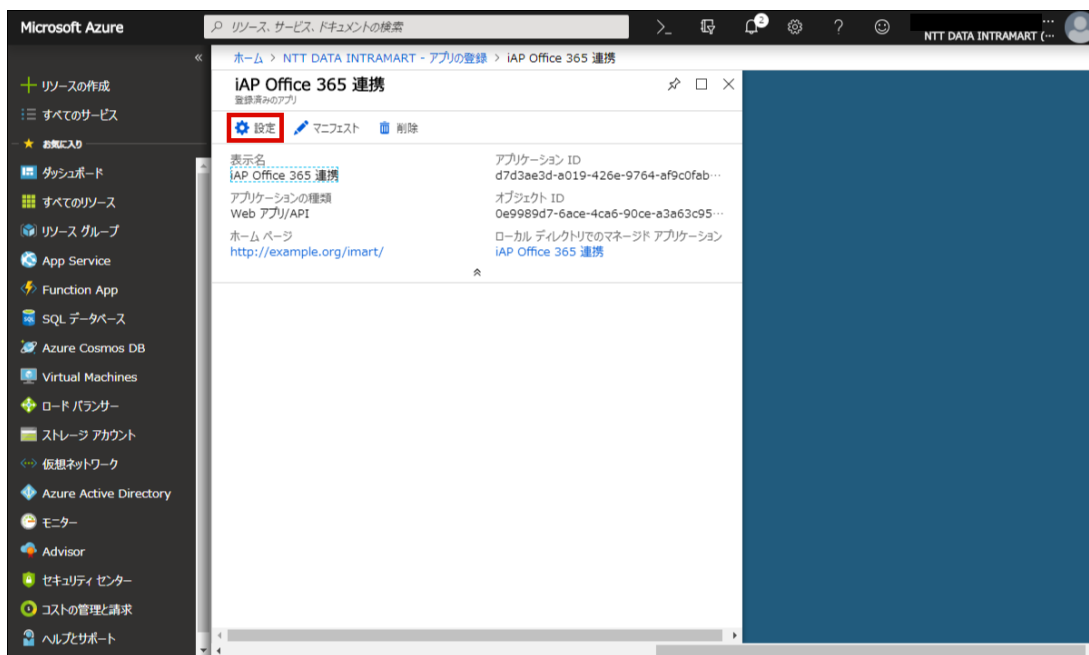 Microsoft Azure
リソース、サービス、ドキュメントの検索
2
NTT DATA INTRAMART (…
リソースの作成
すべてのサービス
お気に入り
ダッシュボード
すべてのリソース
リソース グループ
App Service
Function App
SQL データベース
Azure Cosmos DB
Virtual Machines
ロード バランサー
ストレージ アカウント
仮想ネットワーク
Azure Active Directory
モニター
Advisor
セキュリティ センター
コストの管理と請求
ヘルプとサポート
ホーム > NTT DATA INTRAMART - アプリの登録 > iAP Office 365 連携
iAP Office 365 連携
登録済みのアプリ
設定 マニフェスト 削除
表示名
iAP Office 365 連携
アプリケーションの種類
Web アプリ/API
ホーム ページ
http://example.org/imart/
アプリケーション ID
d7d3ae3d-a019-426e-9764-af9c0fab…
オブジェクト ID
0e9989d7-6ace-4ca6-90ce-a3a63c95…
ローカル ディレクトリでのマネージド アプリケーション
iAP Office 365 連携